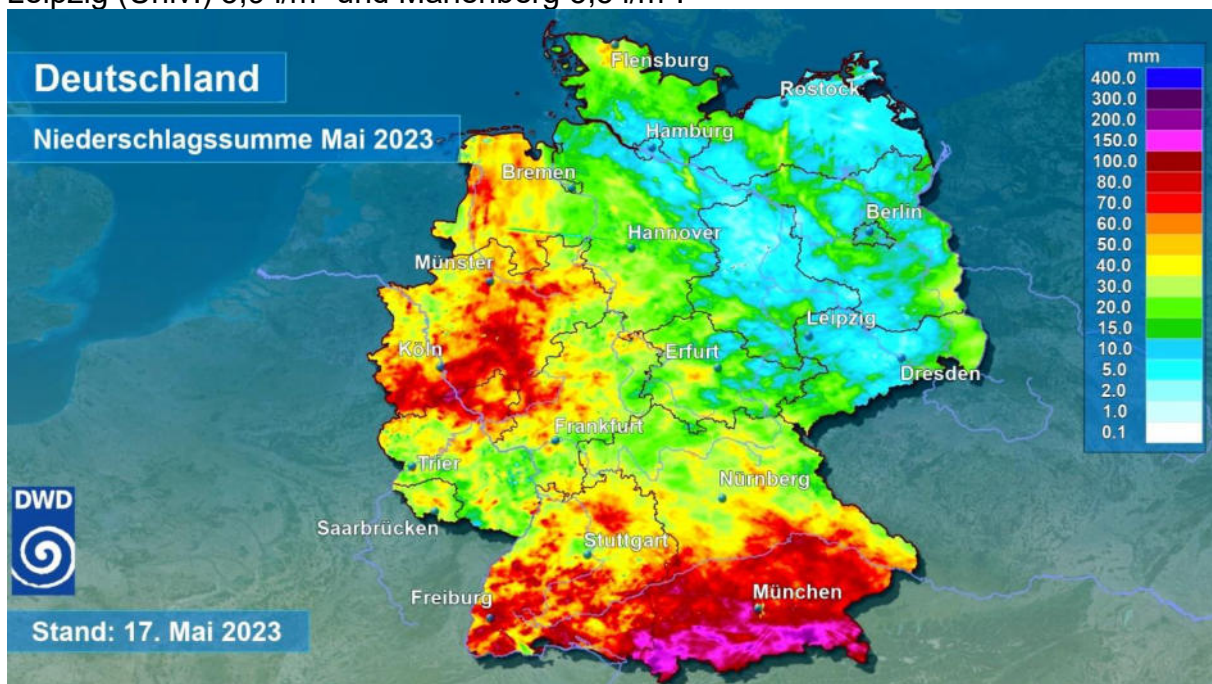 Deutschland
Niederschlagssumme Mai 2023
Flensburg
Rostock
Hamburg
Bremen
Berlin
Hannover
Münster
Leipzig
Köln
Erfurt
Dresden
Frankfurt
Trier
Nürnberg
Saarbrücken
Stuttgart
Freiburg
München
mm
400.0
300.0
200.0
150.0
100.0
80.0
70.0
60.0
50.0
40.0
30.0
20.0
15.0
10.0
5.0
2.0
1.0
0.1
DWD
Stand: 17. Mai 2023